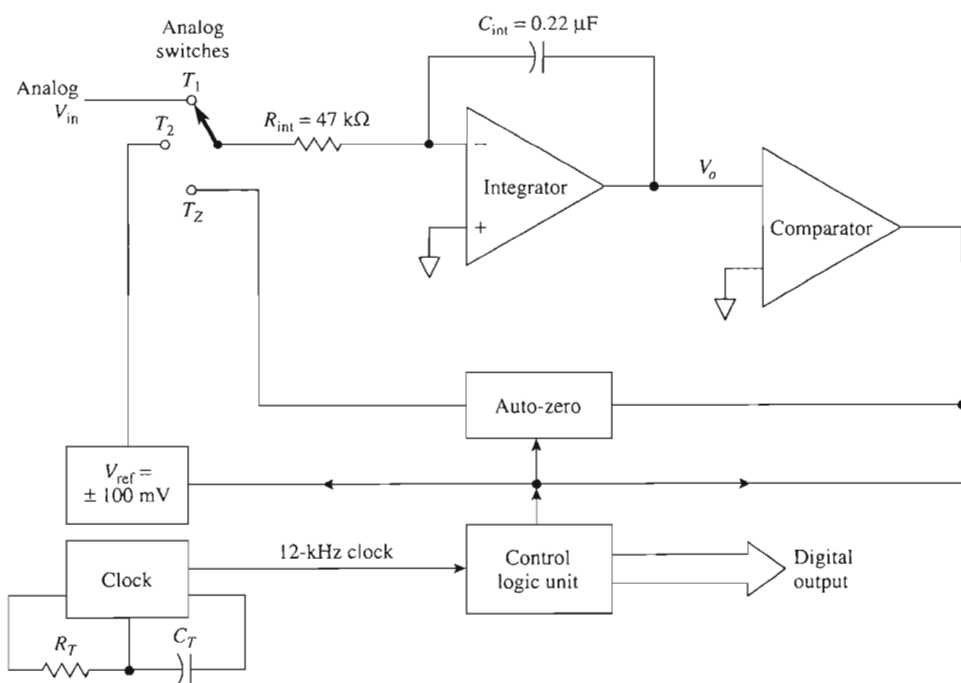 Analog
switches
C_int = 0.22 μF
Analog
V_in
T_1
T_2
R_int = 47 kΩ
T_Z
−
+
Integrator
V_o
Comparator
Auto-zero
V_ref =
± 100 mV
12-kHz clock
Clock
Control
logic unit
Digital
output
R_T
C_T